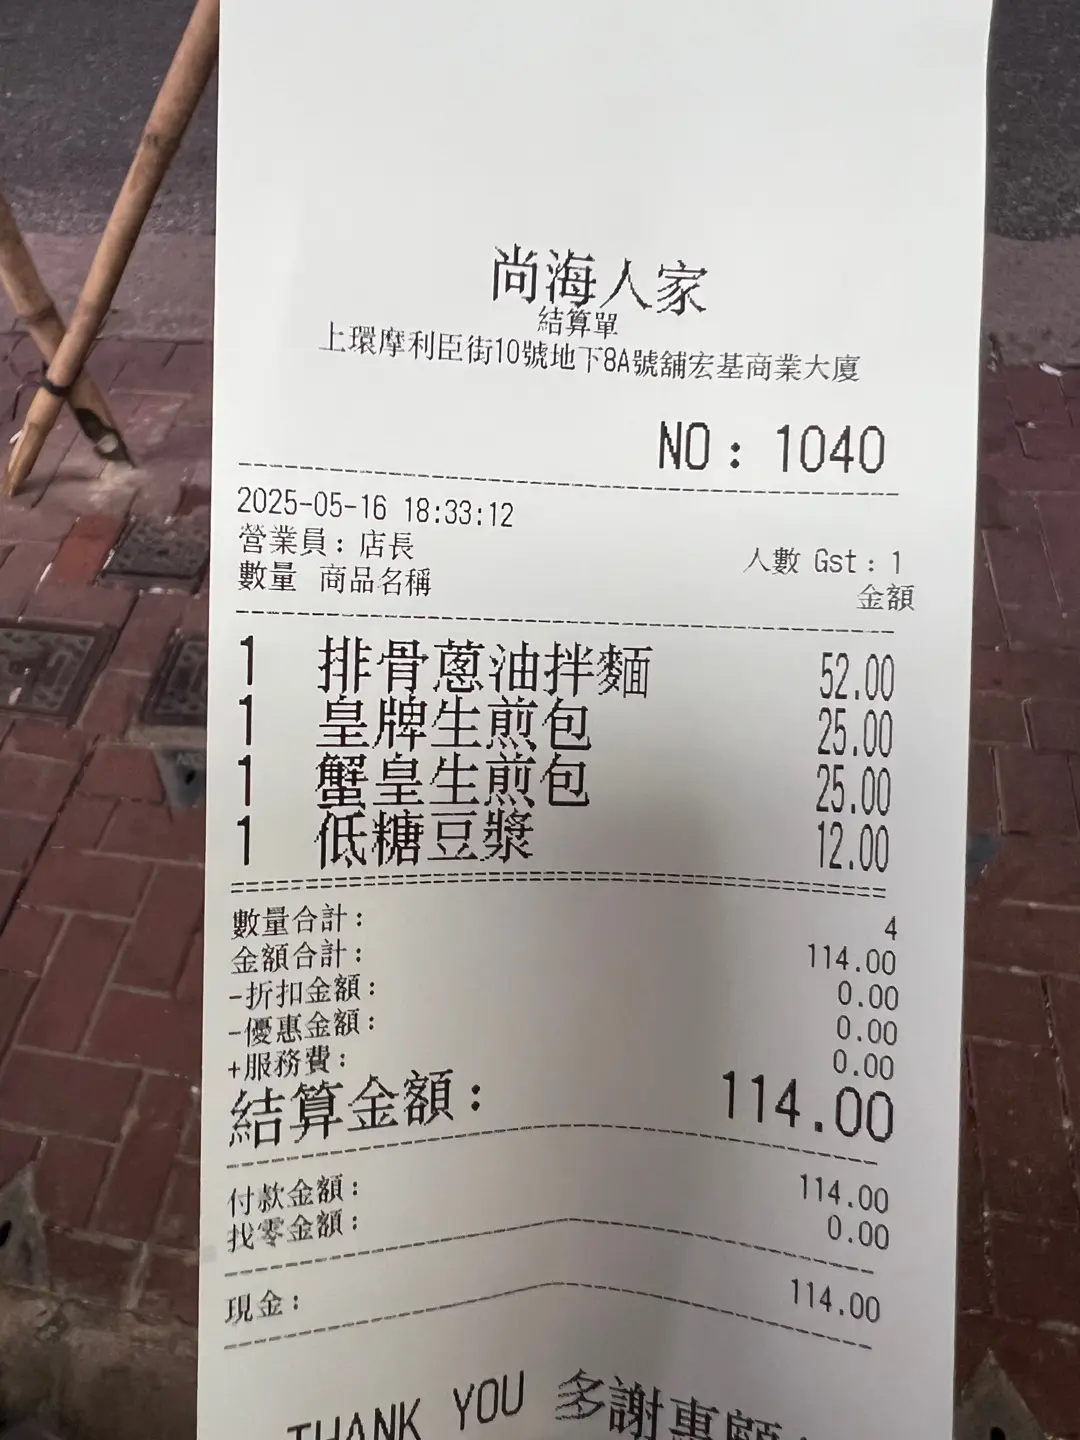 尚海人家
結算單
上環摩利臣街10號地下8A號舖宏基商業大廈
NO: 1040
2025-05-16 18:33:12
營業員: 店長 人數 Gst: 1
數量 商品名稱 金額
1 排骨蔥油拌麵 52.00
1 皇牌生煎包 25.00
1 蟹皇生煎包 25.00
1 低糖豆漿 12.00
數量合計: 4
金額合計: 114.00
-折扣金額: 0.00
-優惠金額: 0.00
+服務費: 0.00
結算金額: 114.00
付款金額: 114.00
找零金額: 0.00
現金: 114.00
THANK YOU 多謝惠顧